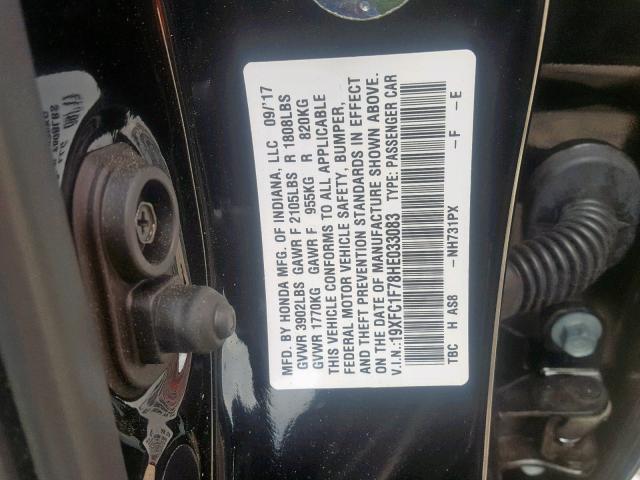 MFD. BY HONDA MFG. OF INDIANA, LLC 09/'17
GVWR 3902LBS GAWR F 2105LBS R 1808LBS
GVWR 1770KG GAWR F 955KG R 820KG
THIS VEHICLE CONFORMS TO ALL APPLICABLE
FEDERAL MOTOR VEHICLE SAFETY, BUMPER,
AND THEFT PREVENTION STANDARDS IN EFFECT
ON THE DATE OF MANUFACTURE SHOWN ABOVE.
V.I.N.:19XFC1F78HE033083 TYPE: PASSENGER CAR
TBC H AS8 -NH731PX -F -E